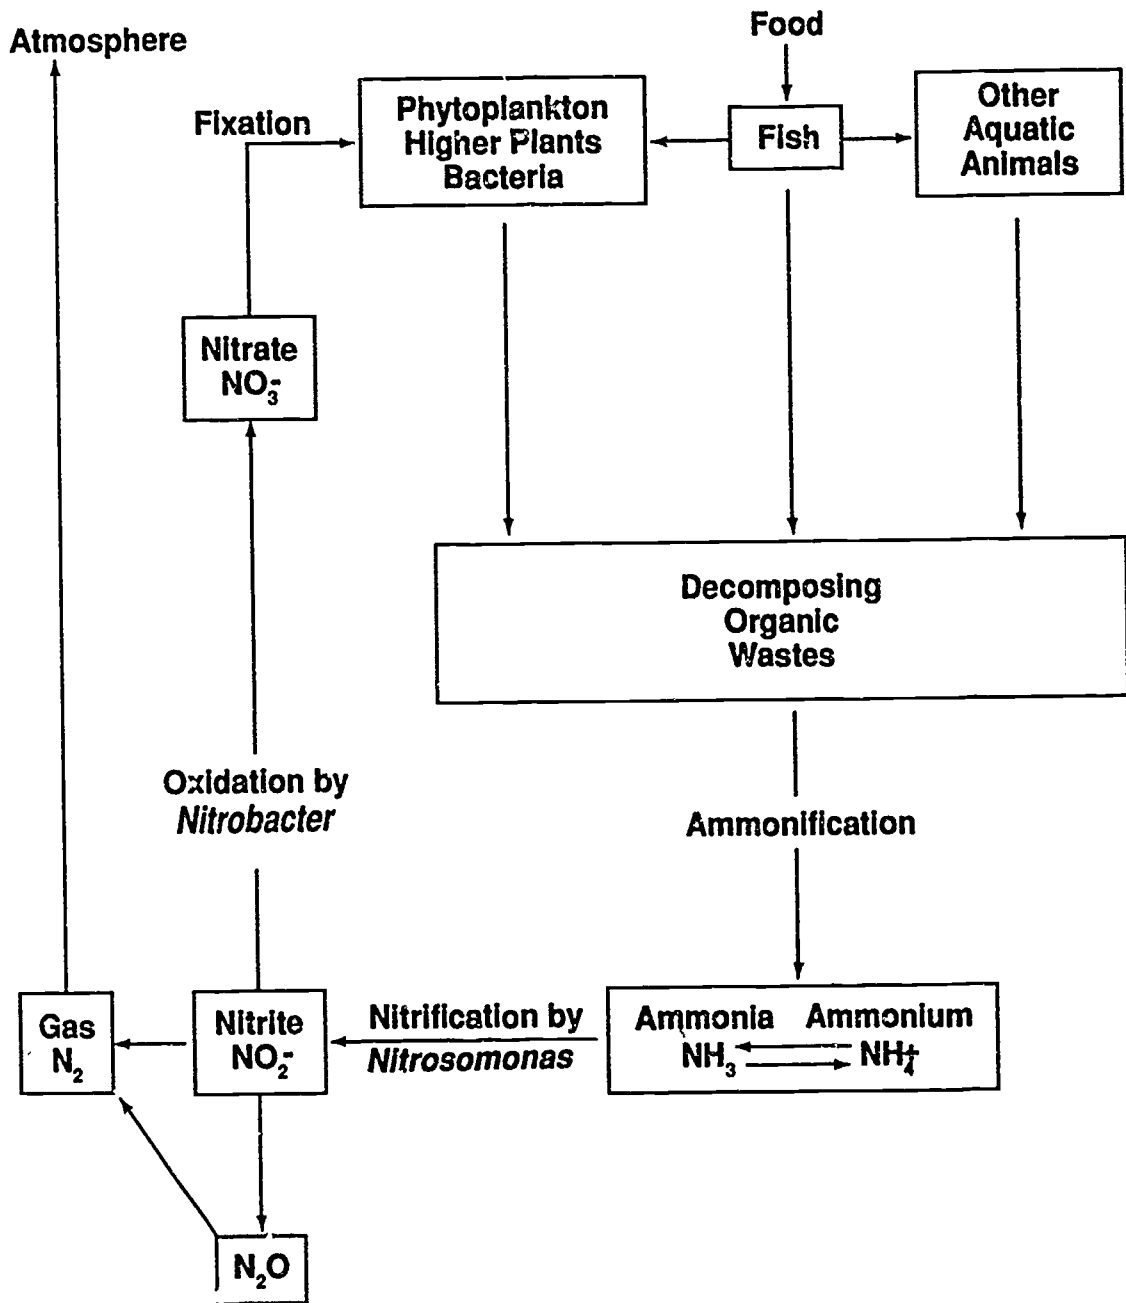 Atmosphere
Food
Fixation
Phytoplankton
Higher Plants
Bacteria
Fish
Other
Aquatic
Animals
Nitrate
NO₃⁻
Decomposing
Organic
Wastes
Oxidation by
Nitrobacter
Ammonification
Gas
N₂
Nitrite
NO₂⁻
Nitrification by
Nitrosomonas
Ammonia Ammonium
NH₃ NH₄⁺
N₂O